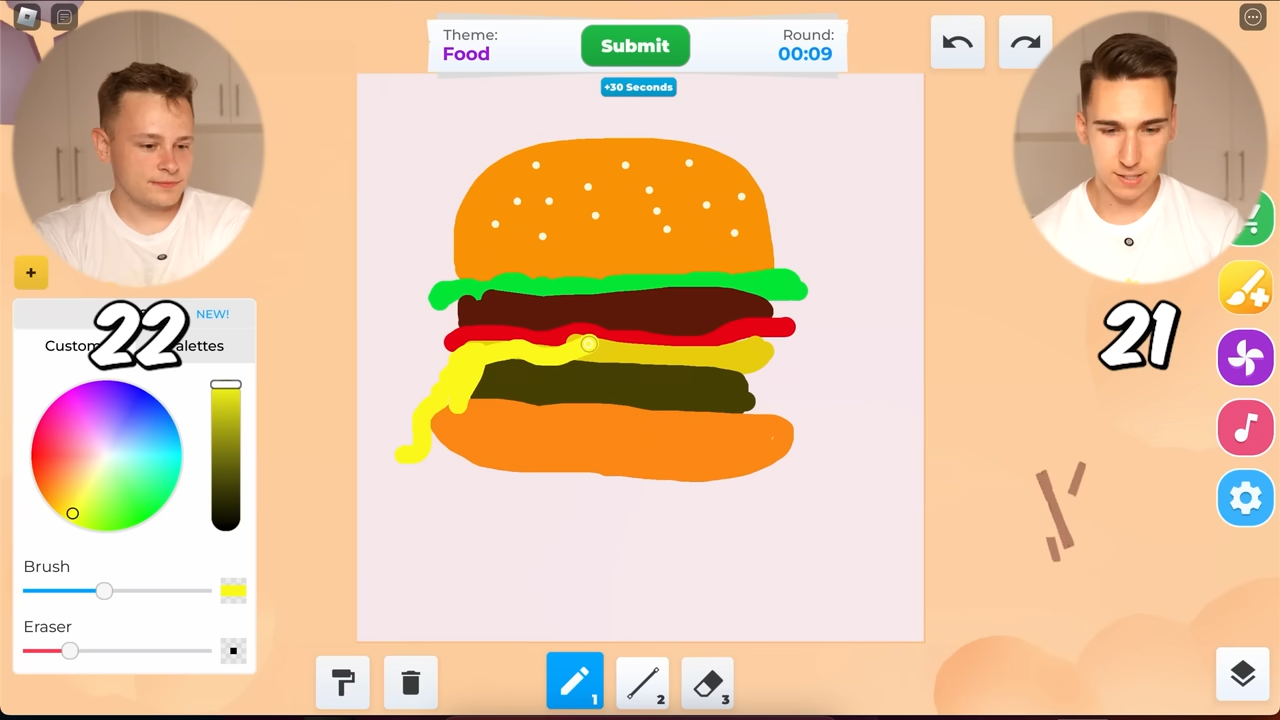 Theme:
Food
Submit
Round:
00:09
+30 Seconds
+
22
21
NEW!
Custom
alettes
Brush
Eraser
1
2
3